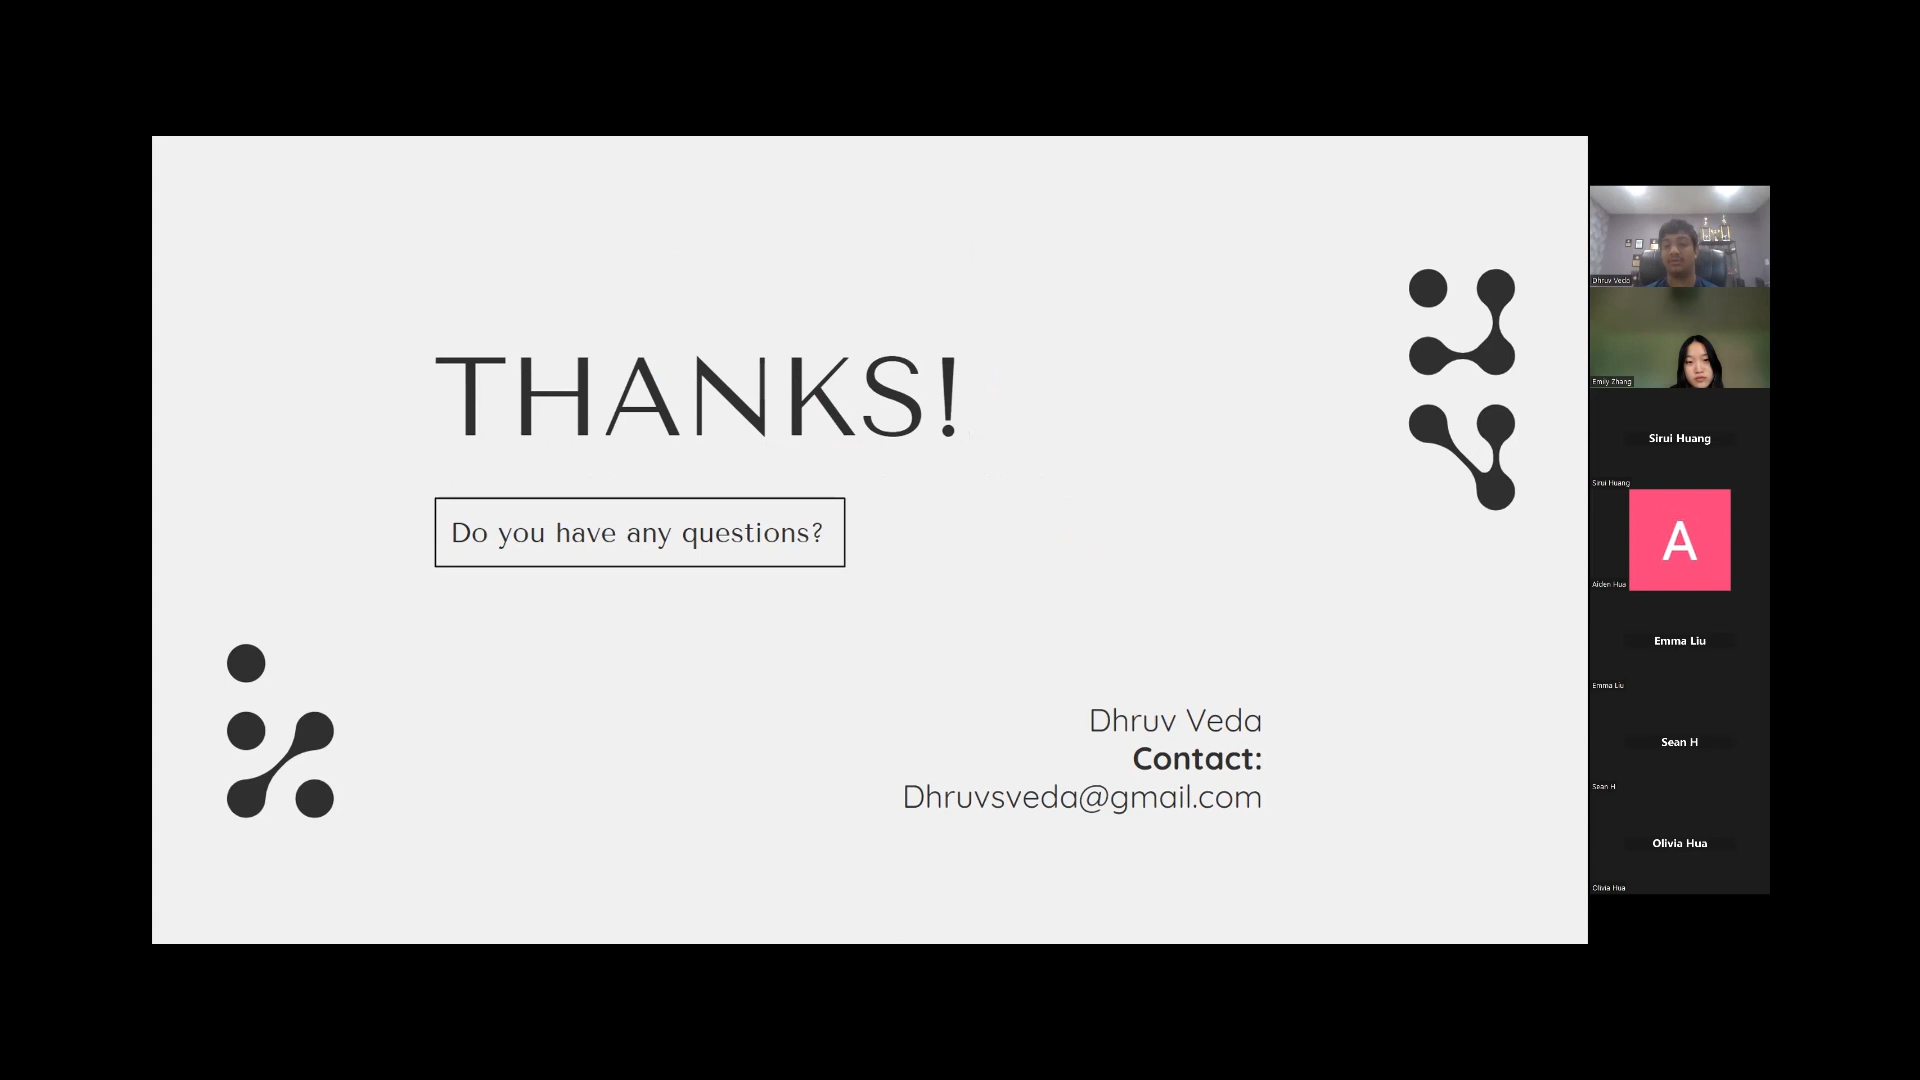 THANKS!
Do you have any questions?
Dhruv Veda
Contact:
Dhruvsveda@gmail.com
Dhruv Veda
Emily Zhang
Sirui Huang
Sirui Huang
A
Aiden Hua
Emma Liu
Emma Liu
Sean H
Sean H
Olivia Hua
Olivia Hua